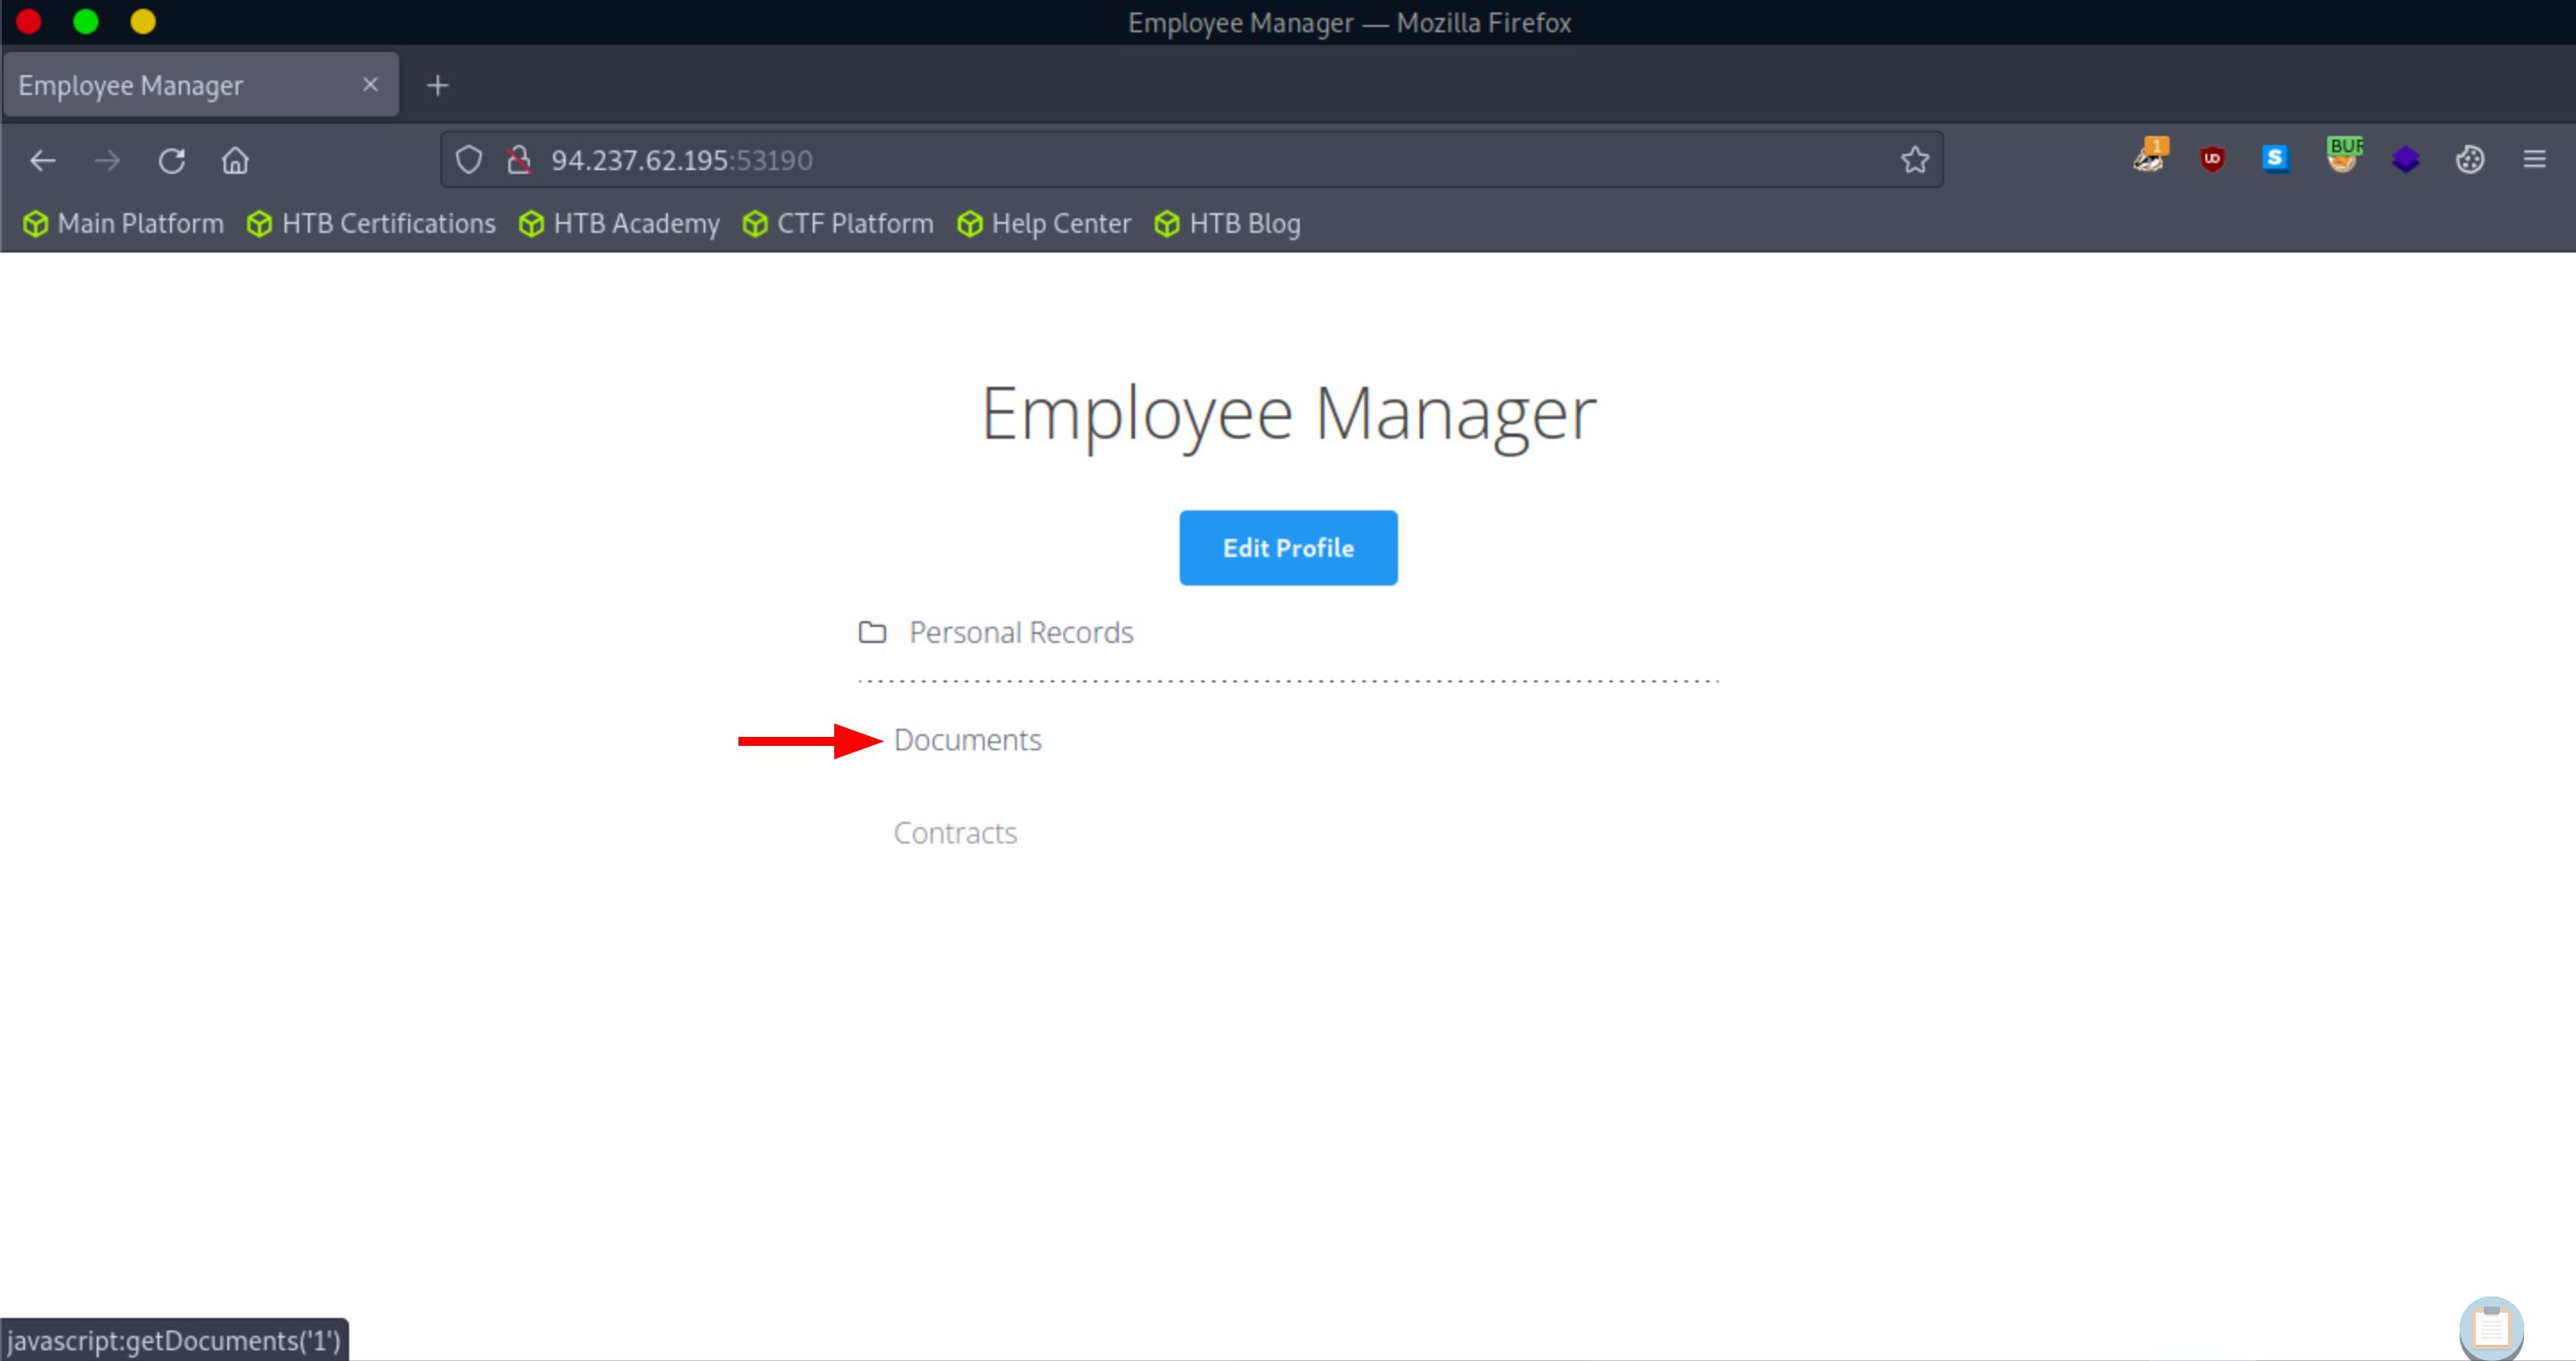 Employee Manager — Mozilla Firefox
Employee Manager
94.237.62.195:53190
1
UD
S
BUR
Main Platform
HTB Certifications
HTB Academy
CTF Platform
Help Center
HTB Blog
Employee Manager
Edit Profile
Personal Records
Documents
Contracts
javascript:getDocuments('1')